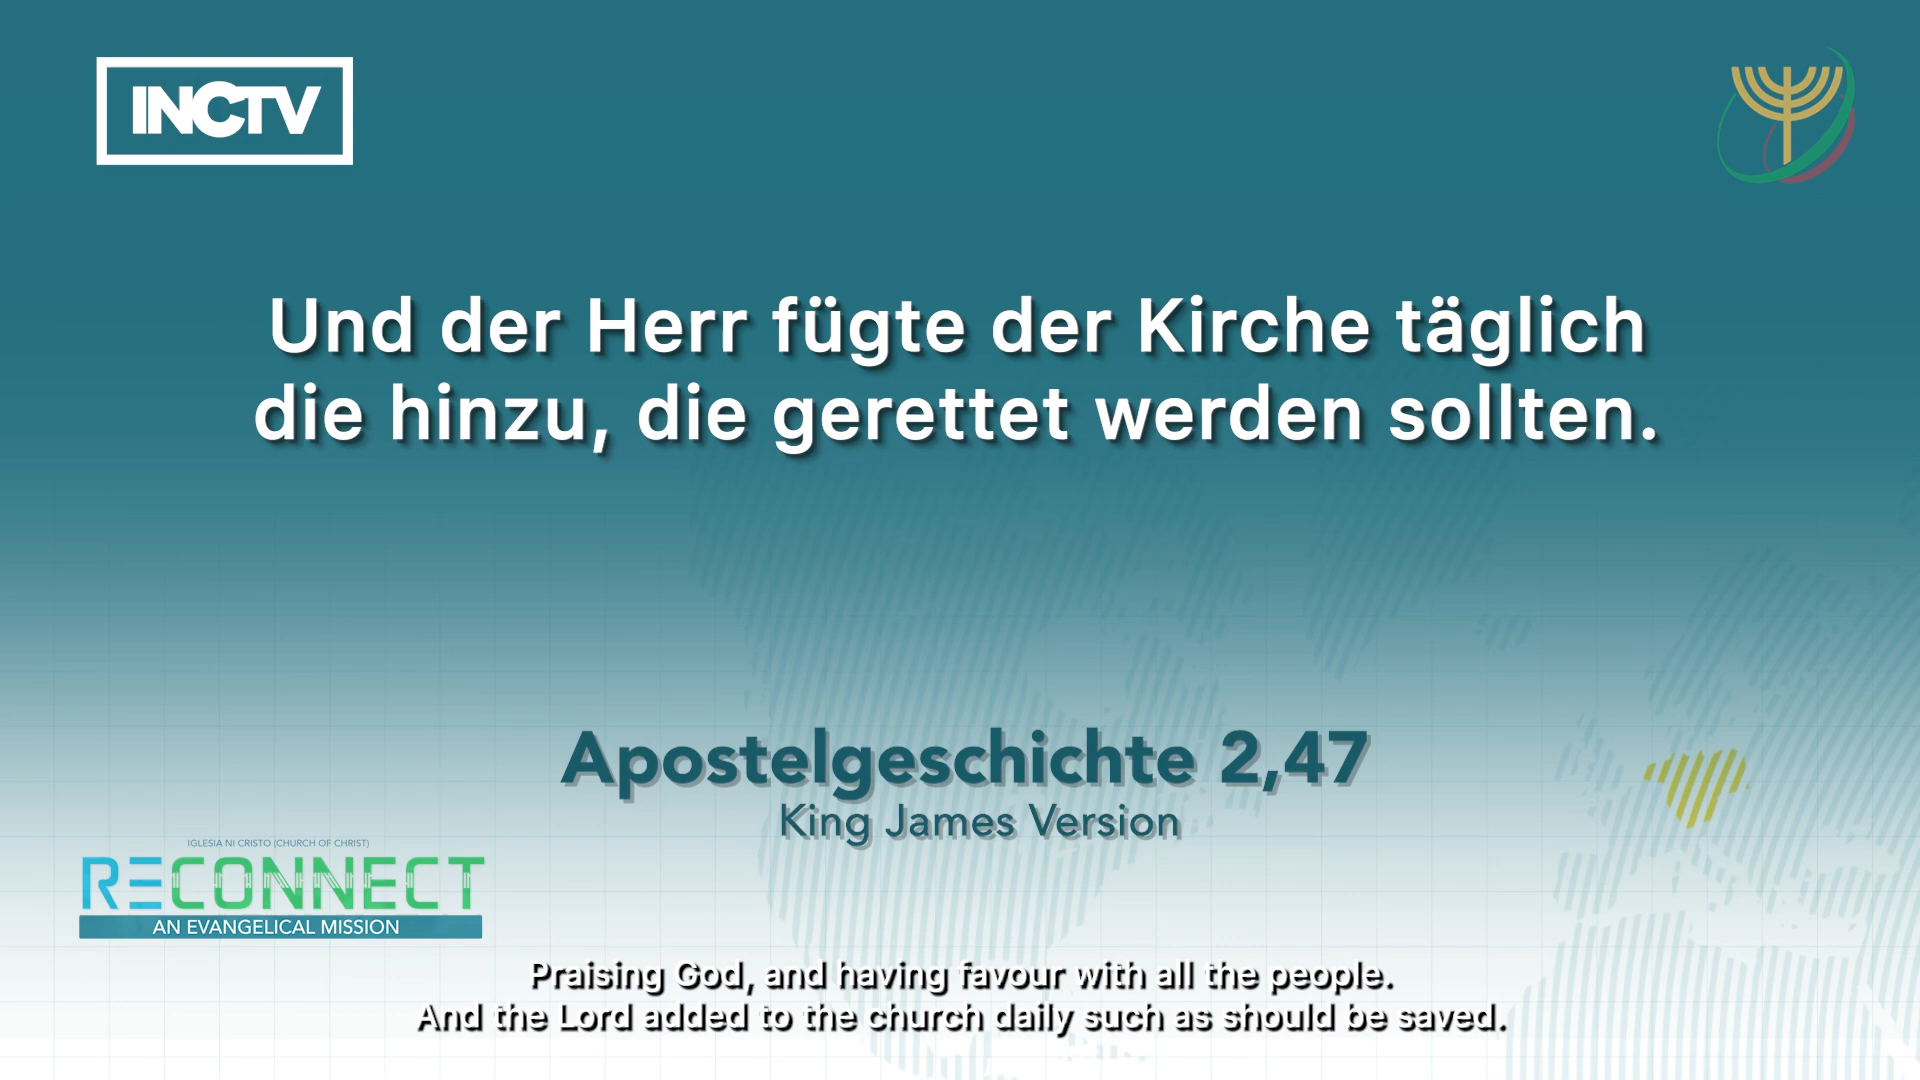 INCTV
Und der Herr fügte der Kirche täglich
die hinzu, die gerettet werden sollten.
Apostelgeschichte 2,47
King James Version
IGLESIA NI CRISTO (CHURCH OF CHRIST)
RECONNECT
AN EVANGELICAL MISSION
Praising God, and having favour with all the people.
And the Lord added to the church daily such as should be saved.